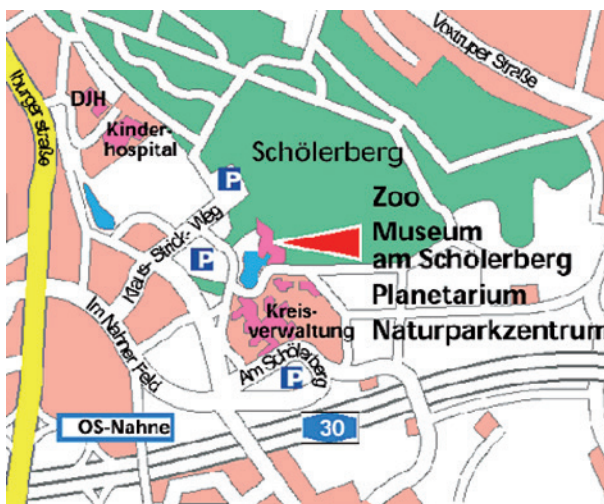 Voxtruper Straße
Iburger straße
DJH
Kinder-
hospital
Schölerberg
P
Zoo
Museum
am Schölerberg
Planetarium
Naturparkzentrum
Klaus-Strick-Weg
P
Kreis-
verwaltung
Im Nahner Feld
Am Schölerberg
P
OS-Nahne
30